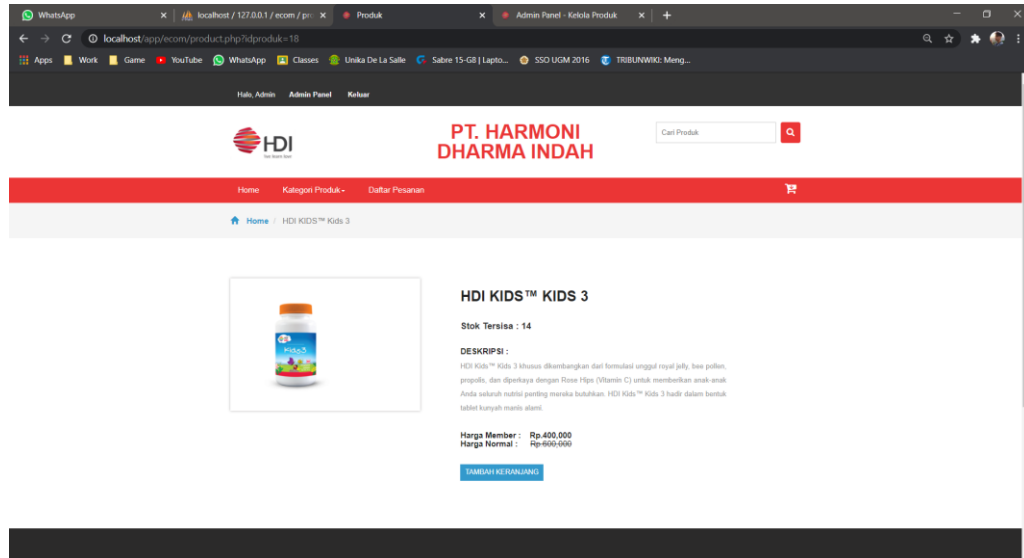 WhatsApp
localhost / 127.0.0.1 / ecom / pro
Produk
Admin Panel - Kelola Produk
localhost/app/ecom/product.php?idproduk=18
Apps Work Game YouTube WhatsApp Classes Unika De La Salle Sabre 15-G8 | Lapto... SSO UGM 2016 TRIBUNWIKI: Meng...
Halo, Admin Admin Panel Keluar
HDI
PT. HARMONI
DHARMA INDAH
Cari Produk
Home Kategori Produk Daftar Pesanan
Home / HDI KIDS™ Kids 3
Kids3
HDI KIDS™ KIDS 3
Stok Tersisa : 14
DESKRIPSI :
HDI Kids™ Kids 3 khusus dikembangkan dari formulasi unggul royal jelly, bee pollen,
propolis, dan diperkaya dengan Rose Hips (Vitamin C) untuk memberikan anak-anak
Anda seluruh nutrisi penting mereka butuhkan. HDI Kids™ Kids 3 hadir dalam bentuk
tablet kunyah manis alami.
Harga Member : Rp.400,000
Harga Normal : Rp 600,000
TAMBAH KERANJANG